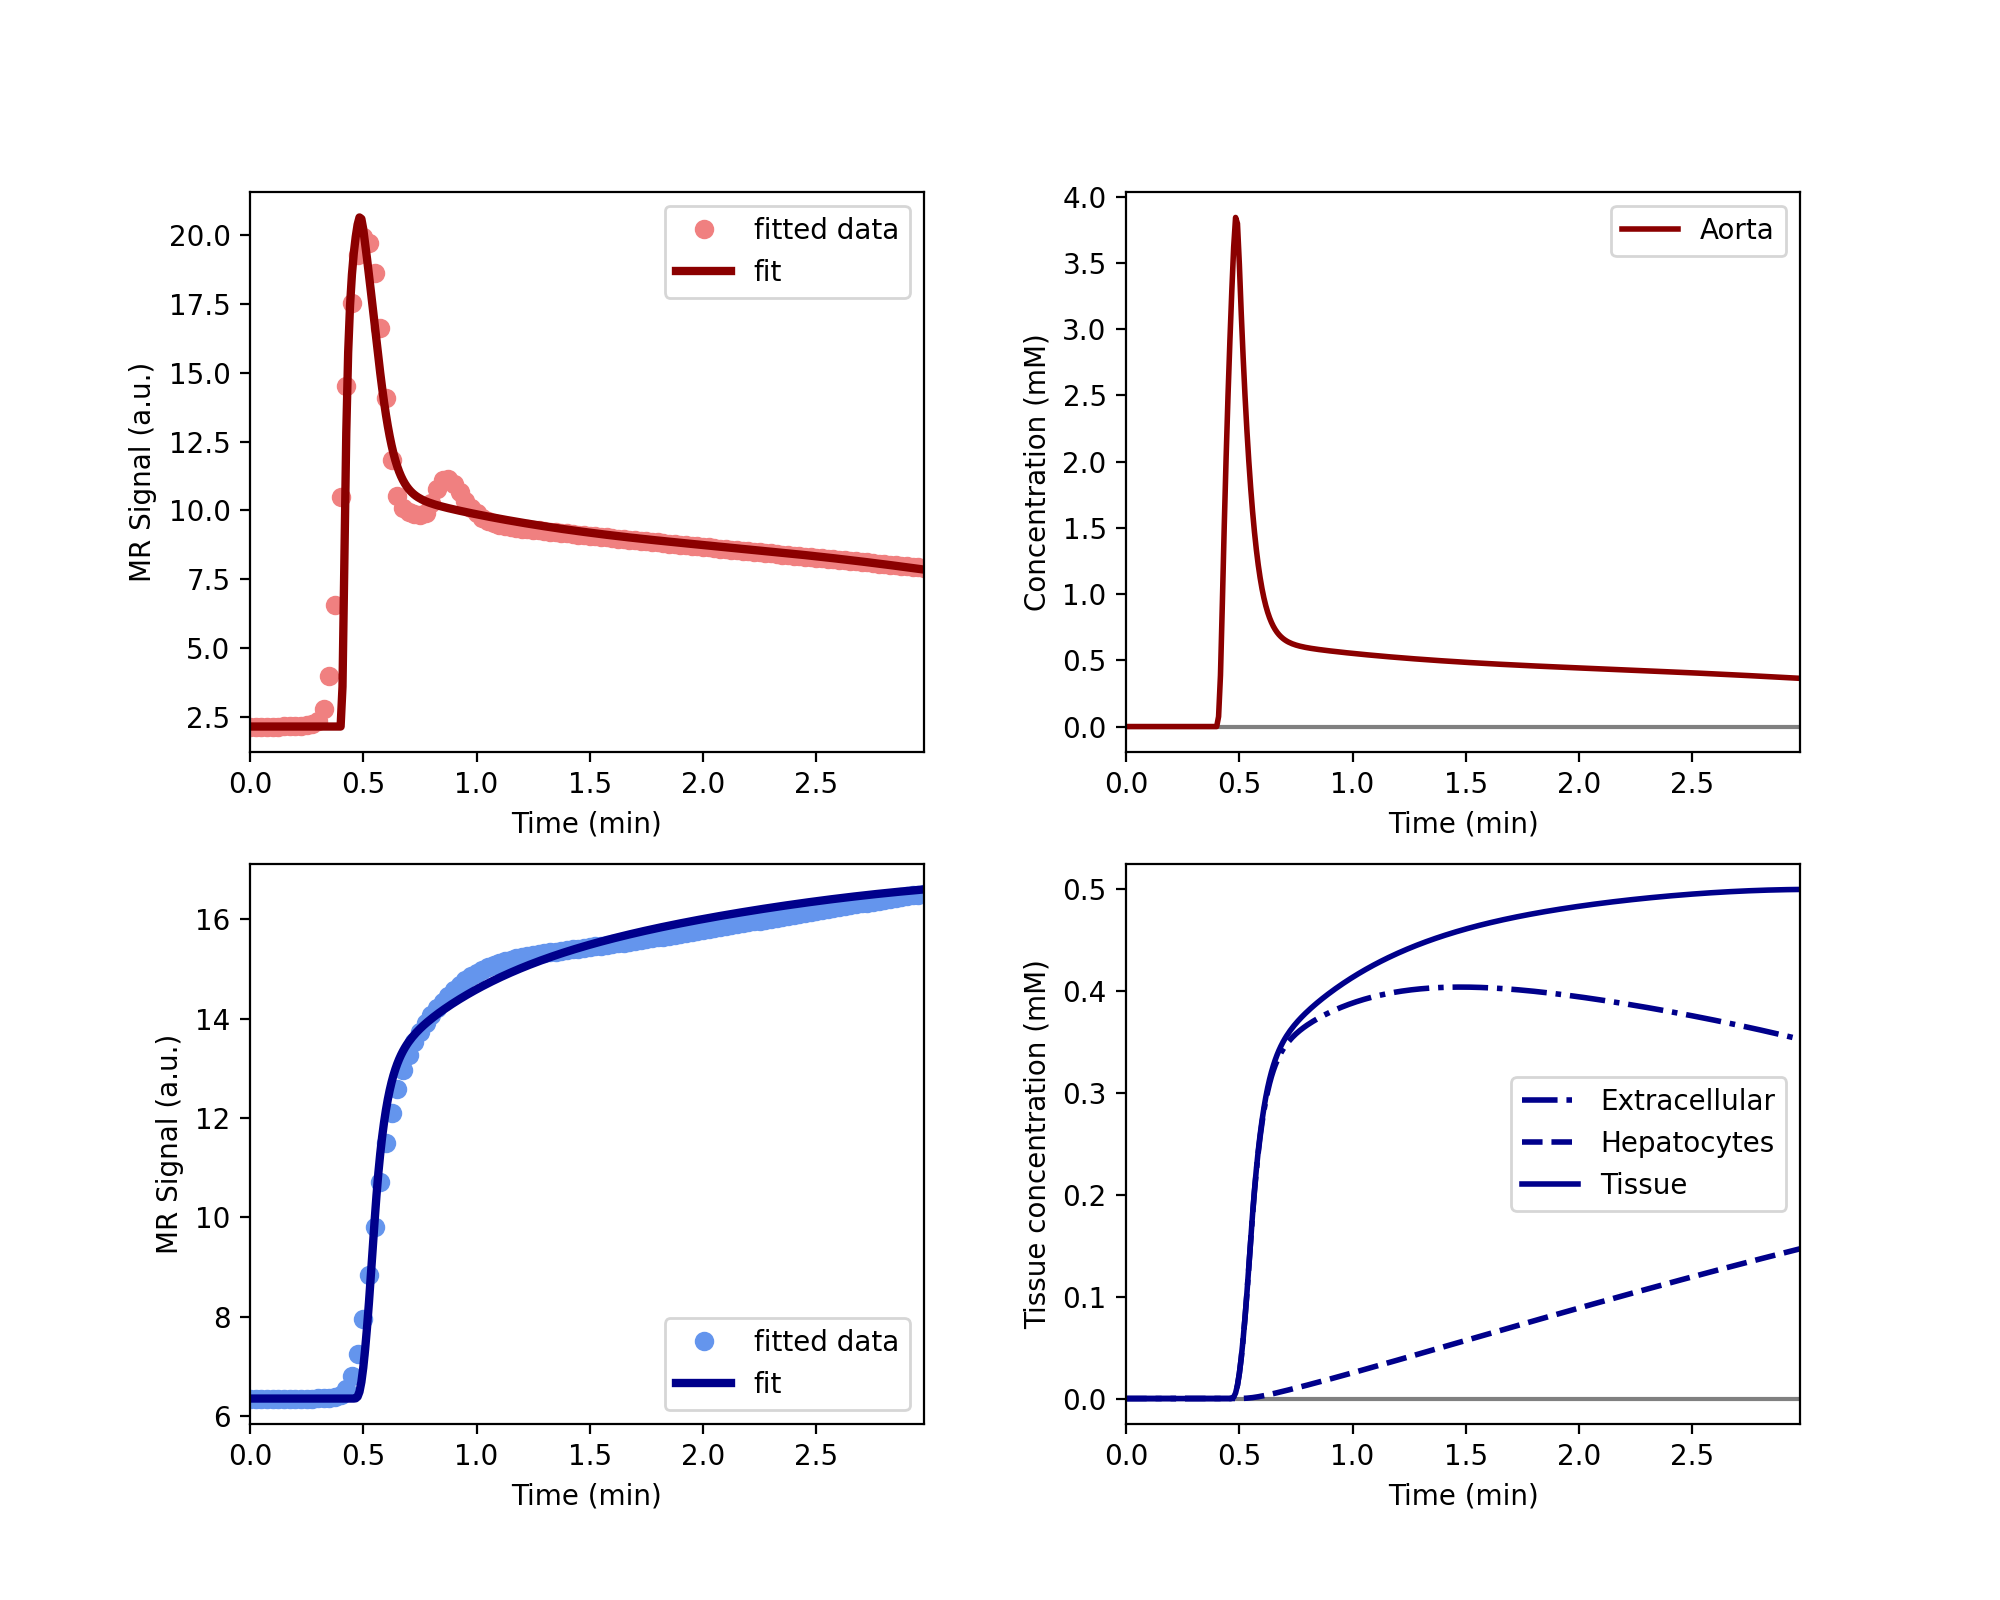 MR Signal (a.u.)
20.0
17.5
15.0
12.5
10.0
7.5
5.0
2.5
0.0 0.5 1.0 1.5 2.0 2.5
Time (min)
fitted data
fit
Concentration (mM)
4.0
3.5
3.0
2.5
2.0
1.5
1.0
0.5
0.0
0.0 0.5 1.0 1.5 2.0 2.5
Time (min)
Aorta
MR Signal (a.u.)
16
14
12
10
8
6
0.0 0.5 1.0 1.5 2.0 2.5
Time (min)
fitted data
fit
Tissue concentration (mM)
0.5
0.4
0.3
0.2
0.1
0.0
0.0 0.5 1.0 1.5 2.0 2.5
Time (min)
Extracellular
Hepatocytes
Tissue